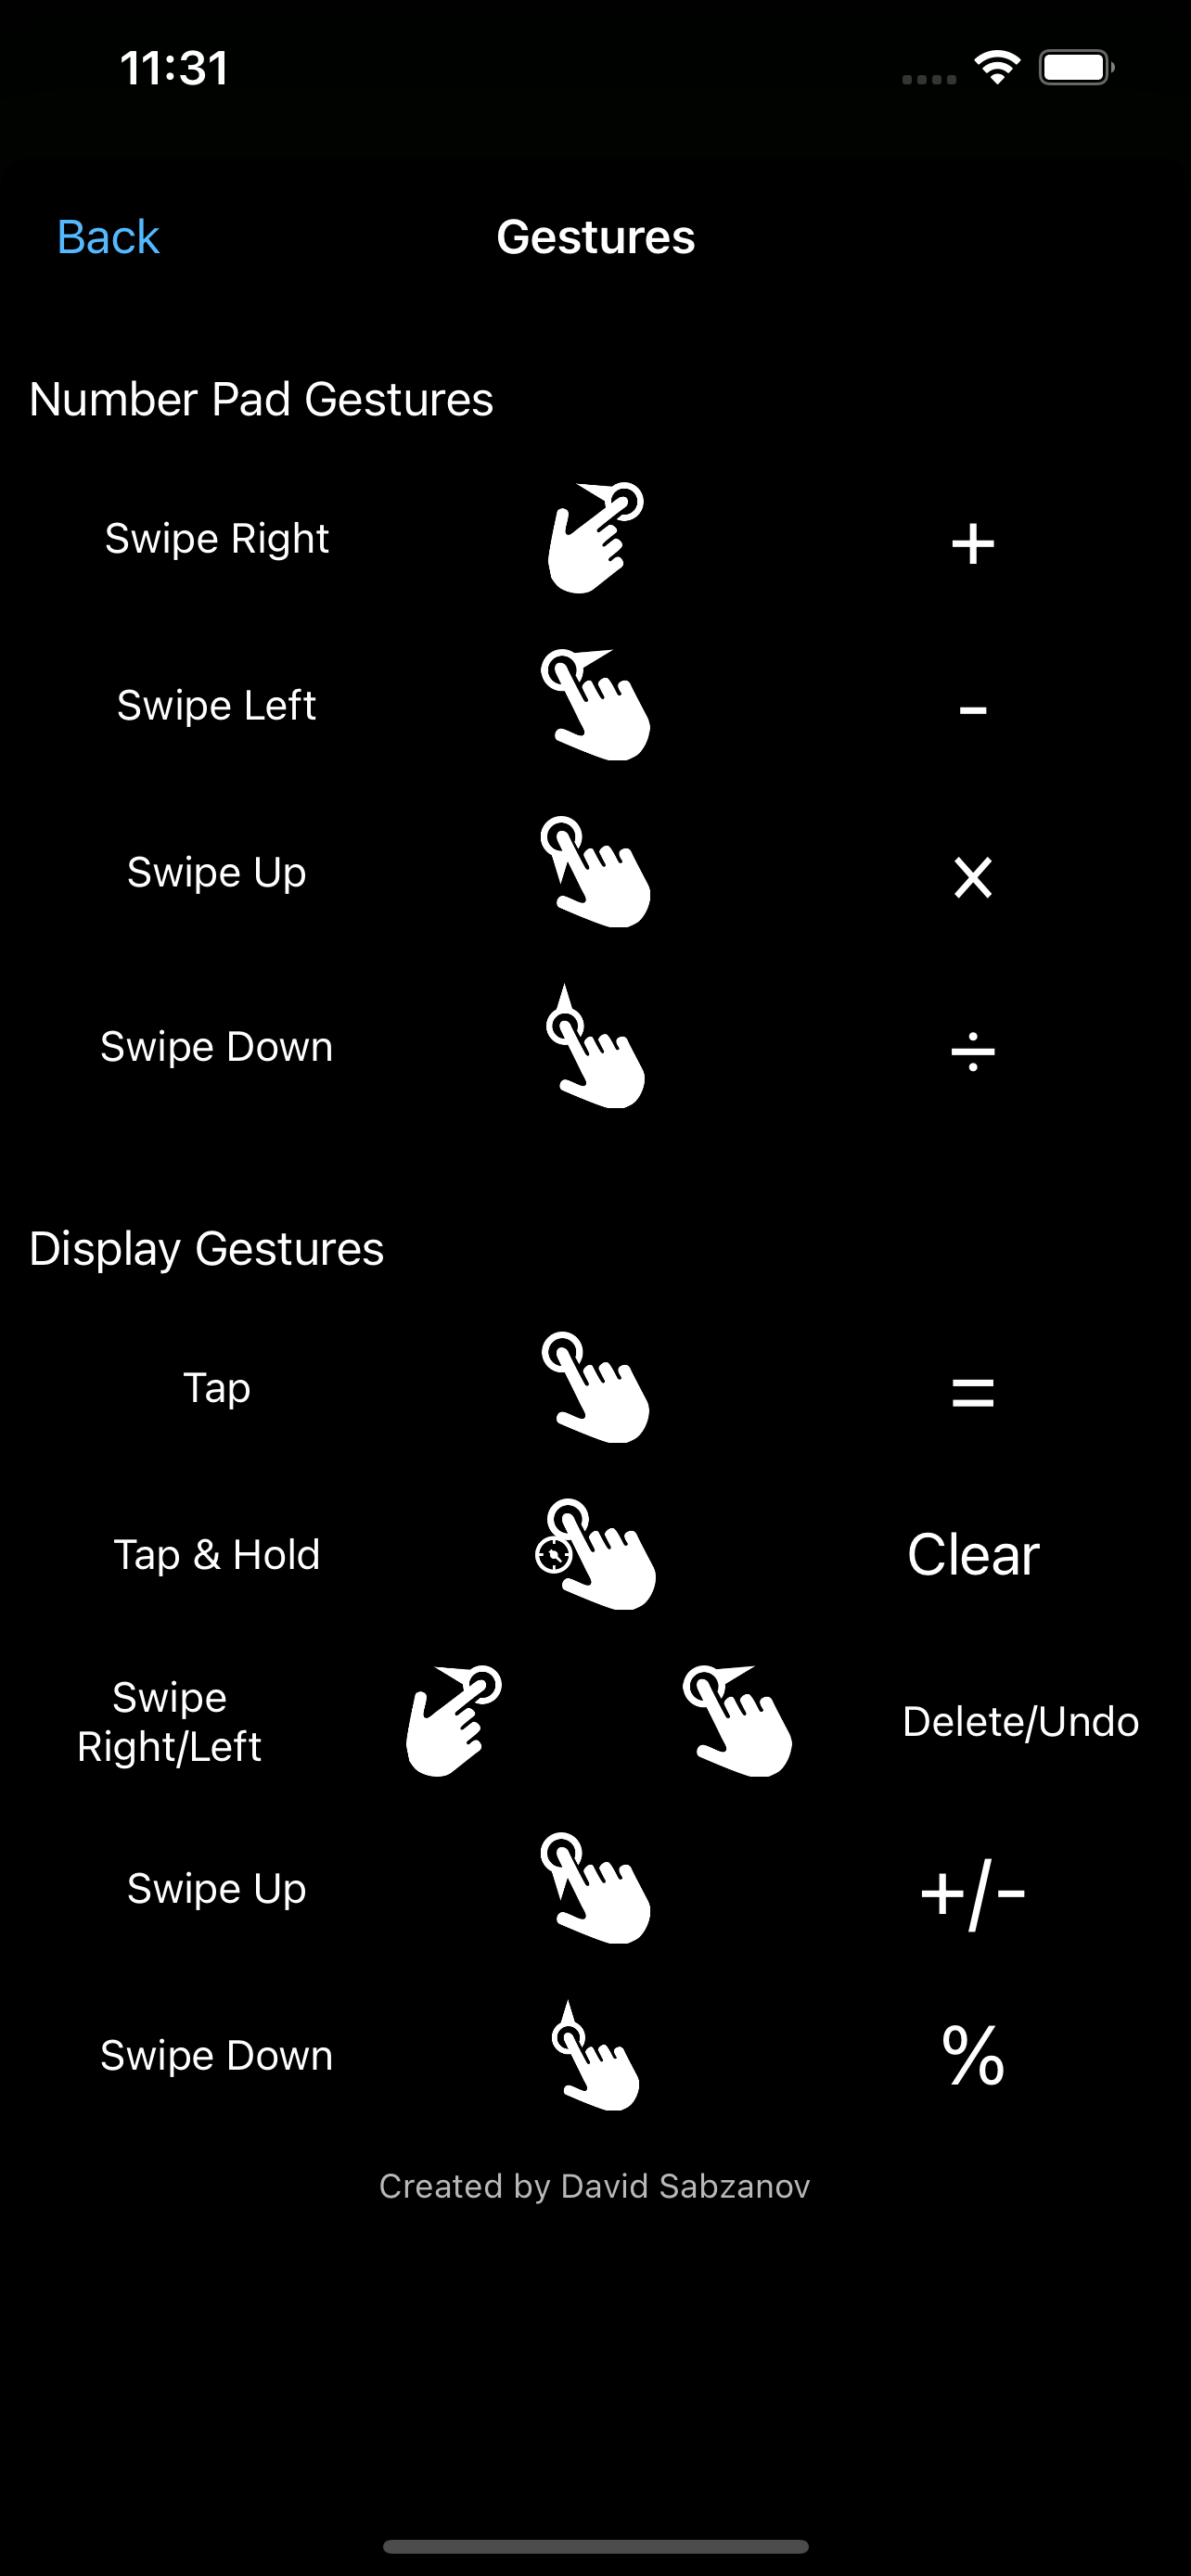 11:31
Back
Gestures
Number Pad Gestures
Swipe Right
+
Swipe Left
-
Swipe Up
×
Swipe Down
÷
Display Gestures
Tap
=
Tap & Hold
Clear
Swipe
Right/Left
Delete/Undo
Swipe Up
+/-
Swipe Down
%
Created by David Sabzanov